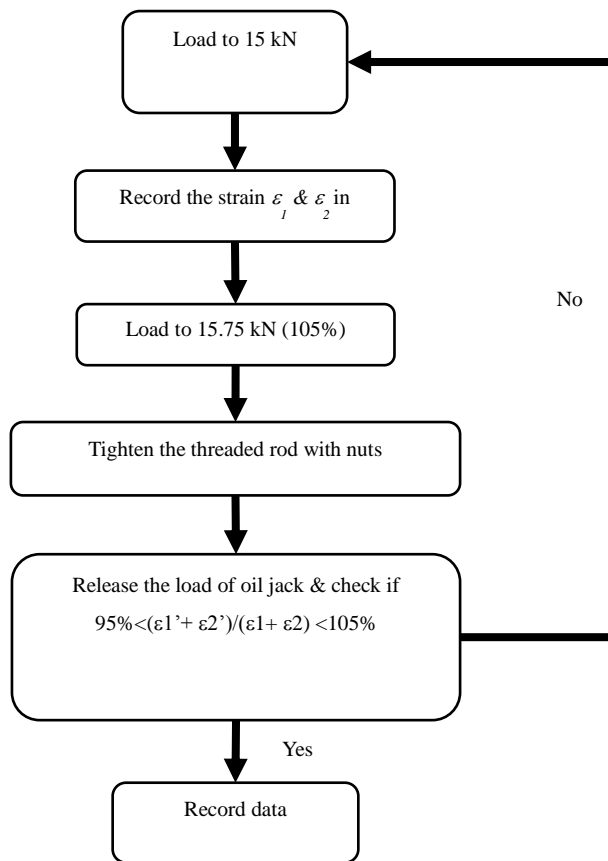 Load to 15 kN
Record the strain ε₁ & ε₂ in
Load to 15.75 kN (105%)
No
Tighten the threaded rod with nuts
Release the load of oil jack & check if
95%<(ε1’+ ε2’)/(ε1+ ε2) <105%
Yes
Record data